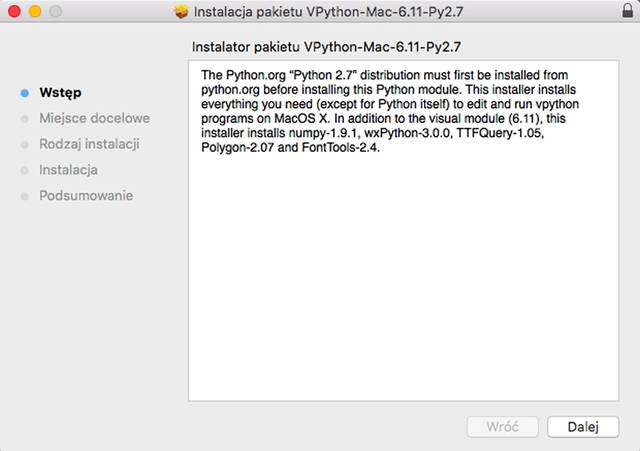 Instalacja pakietu VPython-Mac-6.11-Py2.7
Instalator pakietu VPython-Mac-6.11-Py2.7
Wstęp
Miejsce docelowe
Rodzaj instalacji
Instalacja
Podsumowanie
The Python.org “Python 2.7” distribution must first be installed from
python.org before installing this Python module. This installer installs
everything you need (except for Python itself) to edit and run vpython
programs on MacOS X. In addition to the visual module (6.11), this
installer installs numpy-1.9.1, wxPython-3.0.0, TTFQuery-1.05,
Polygon-2.07 and FontTools-2.4.
Wróć
Dalej